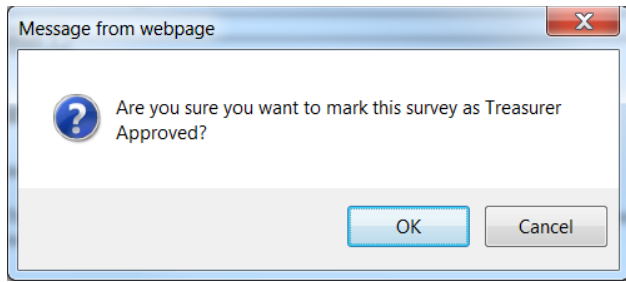 Message from webpage
Are you sure you want to mark this survey as Treasurer
Approved?
OK
Cancel